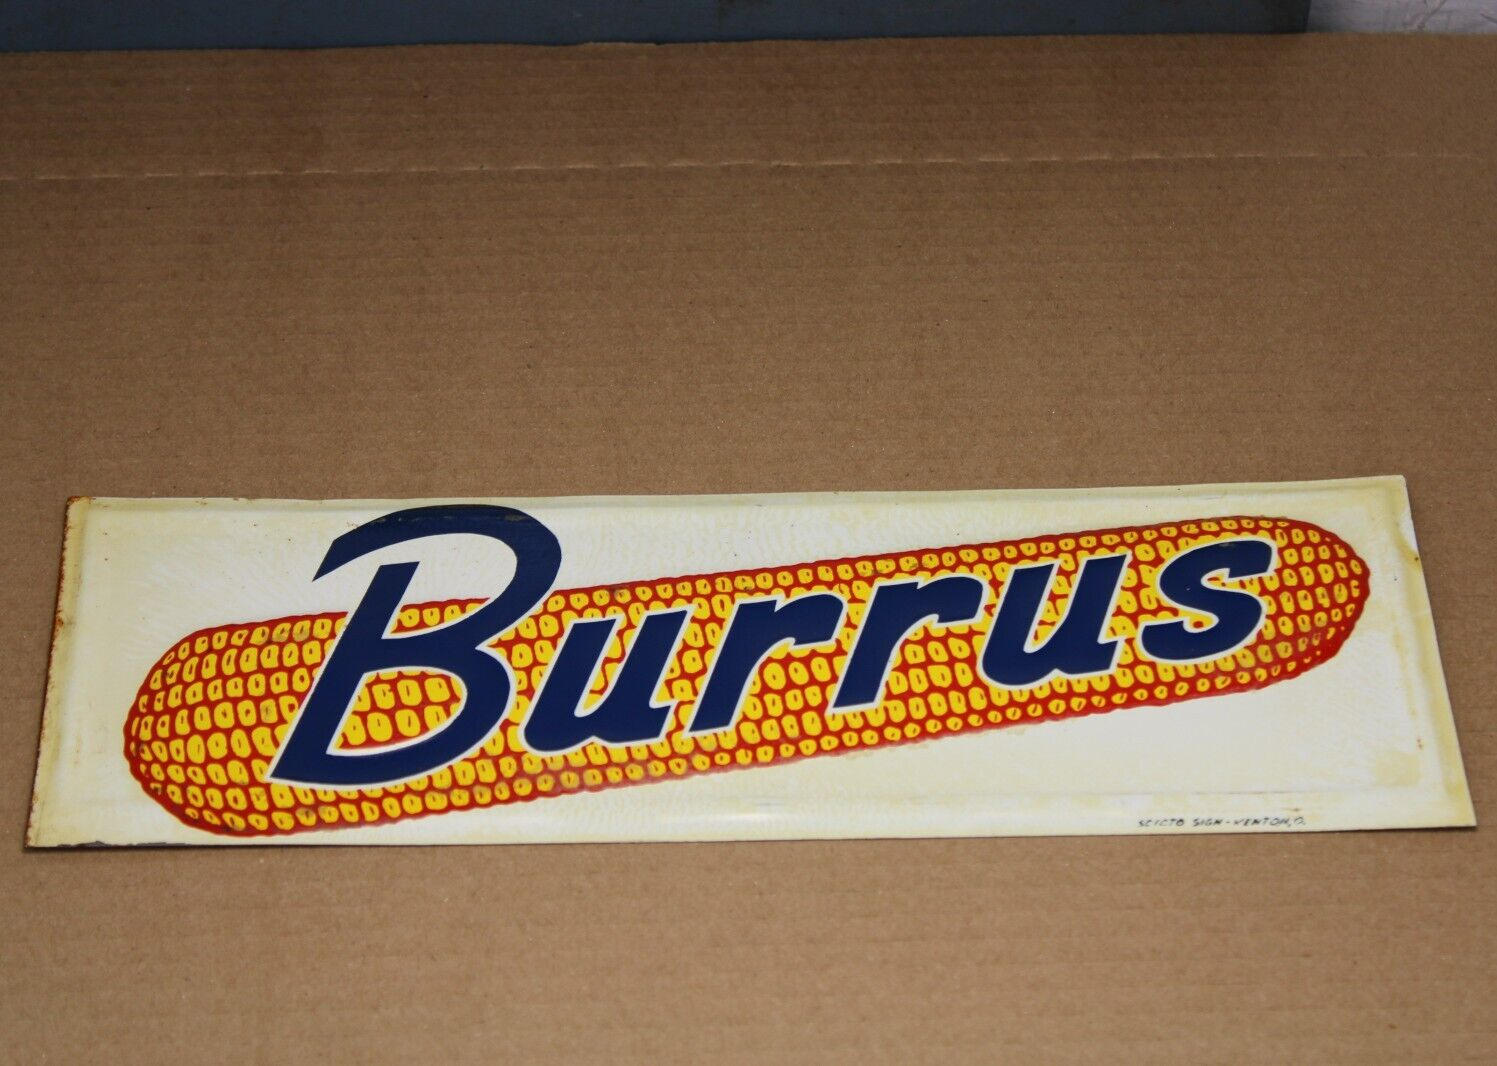 Burrus
SCIOTO SIGN - KENTON, O.